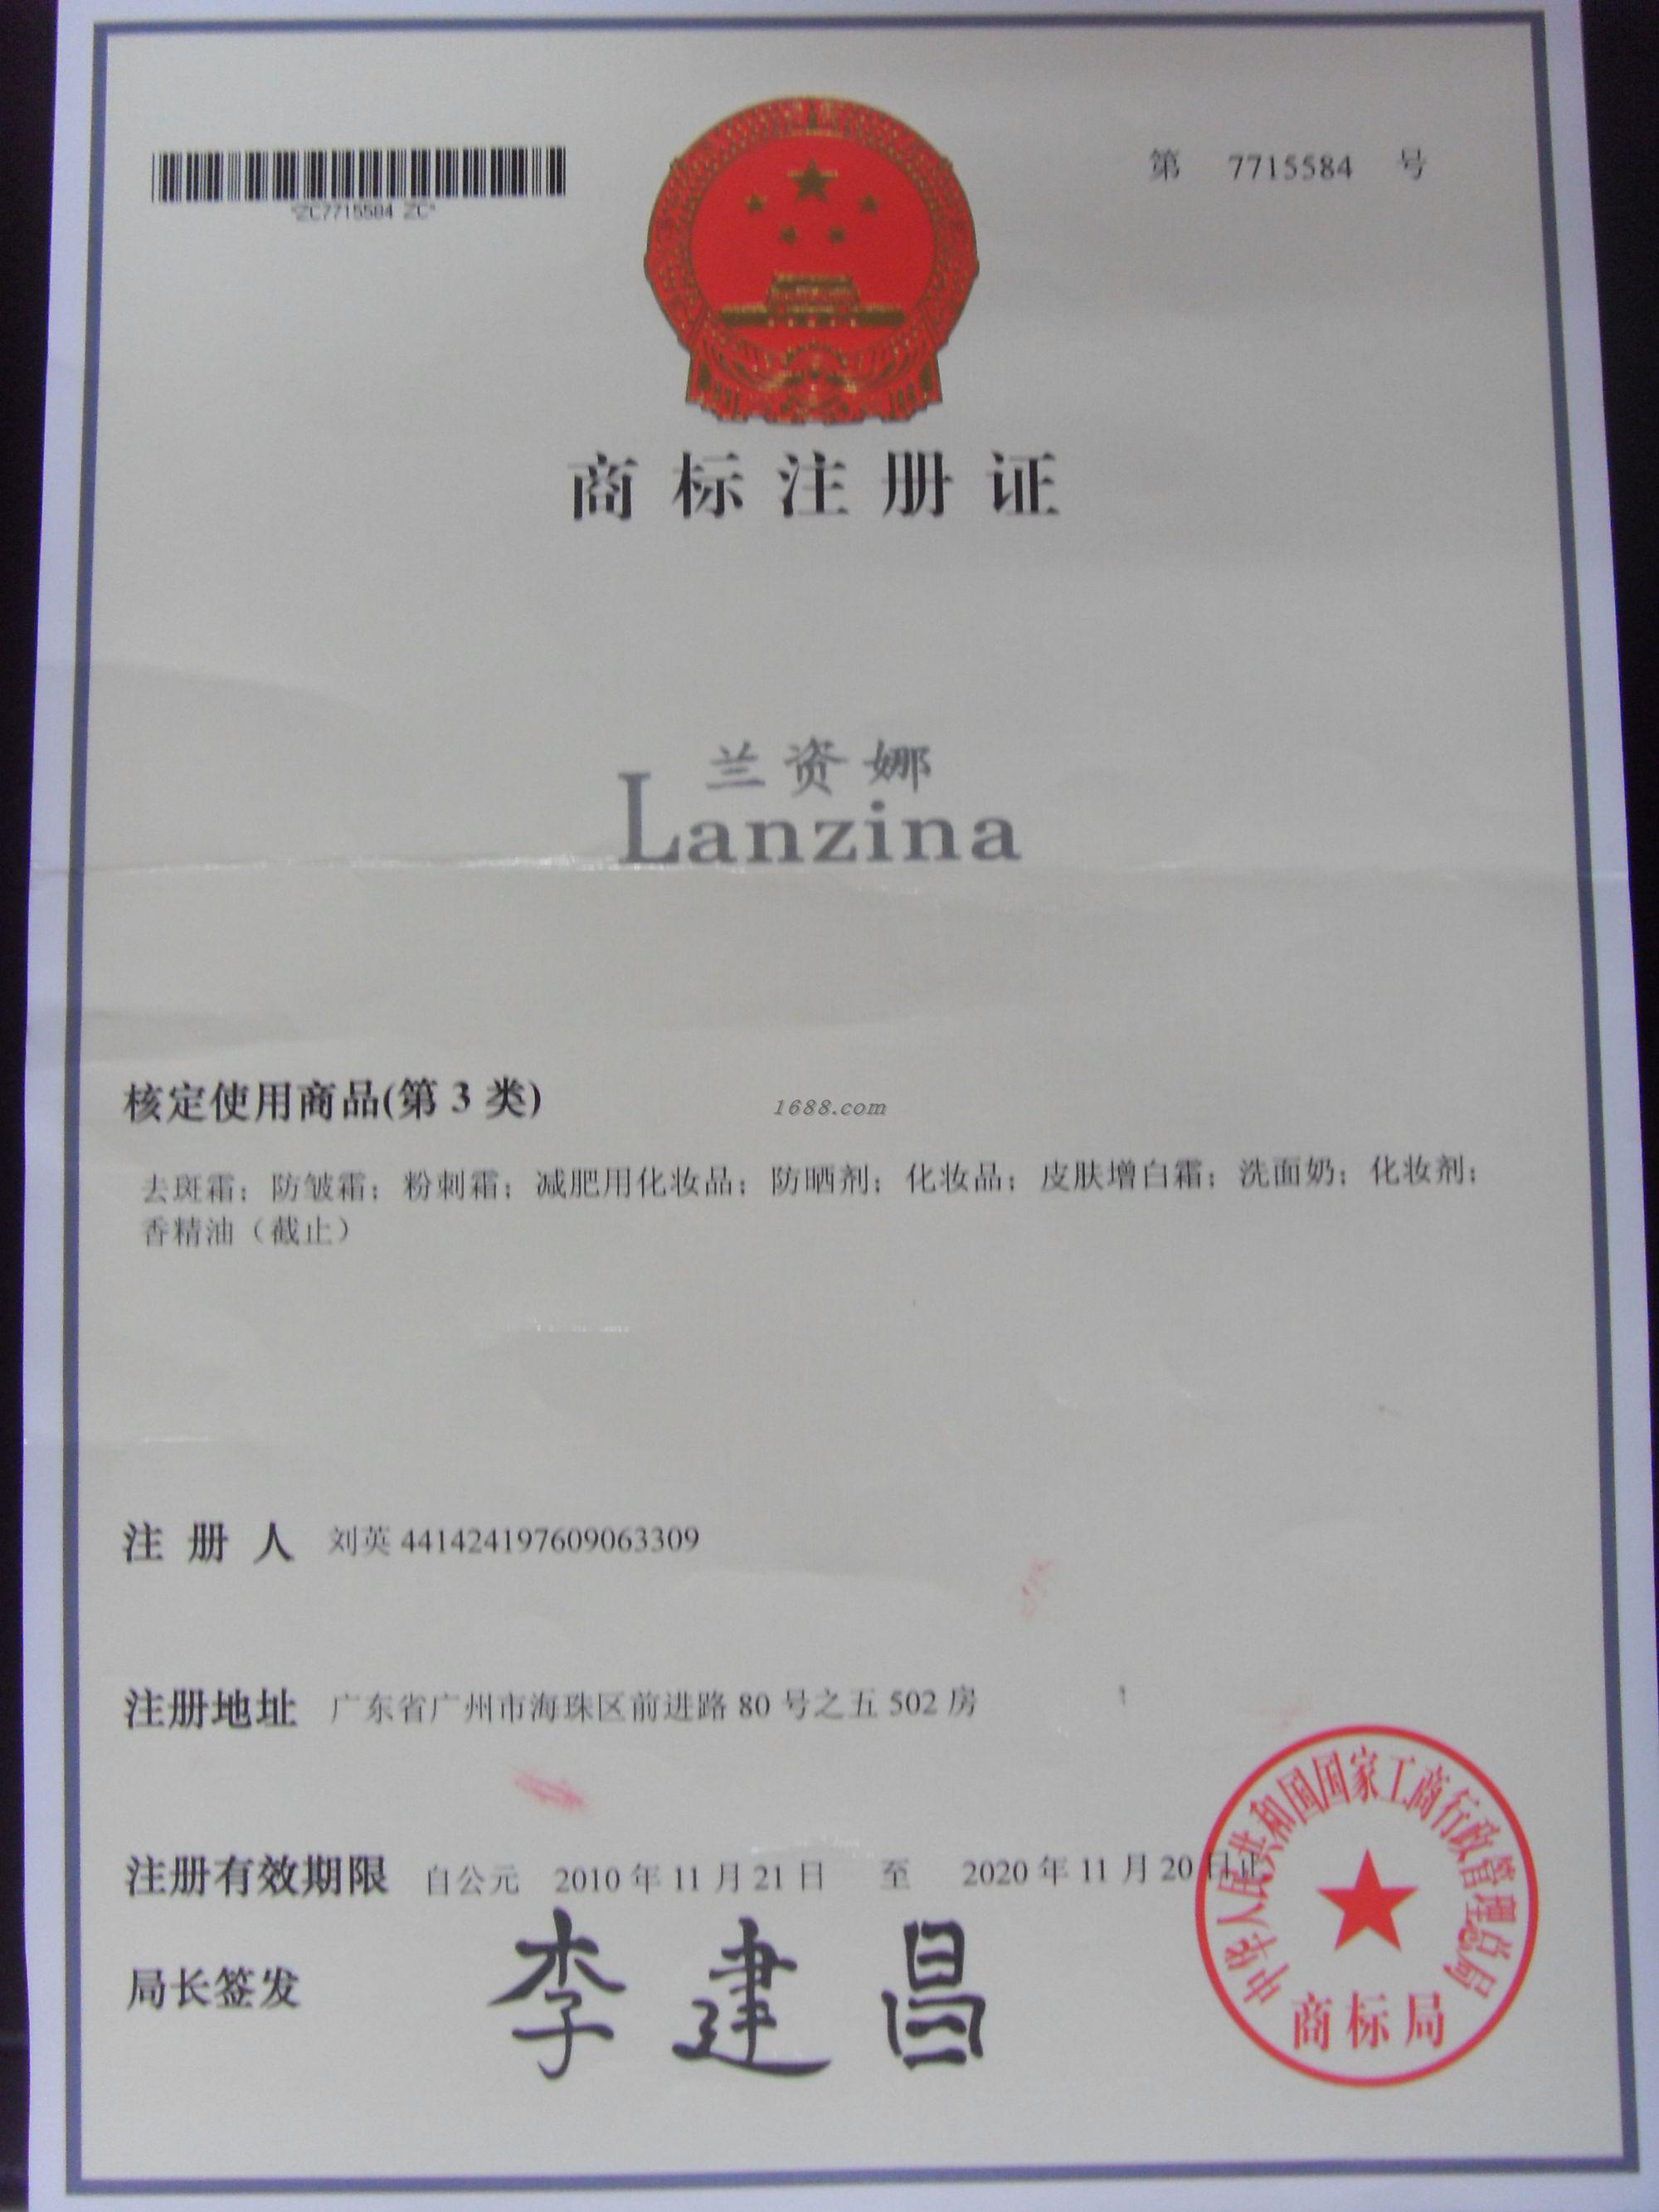 第 7715584 号
*ZC7715584 ZC*
商标注册证
兰资娜
Lanzina
核定使用商品(第 3 类)
1688.com
去斑霜；防皱霜；粉刺霜；减肥用化妆品；防晒剂；化妆品；皮肤增白霜；洗面奶；化妆剂；
香精油（截止）
注册人 刘英 441424197609063309
注册地址 广东省广州市海珠区前进路 80 号之五 502 房
注册有效期限 自公元 2010 年 11 月 21 日 至 2020 年 11 月 20 日止
局长签发 李建昌
中华人民共和国国家工商行政管理总局
商标局